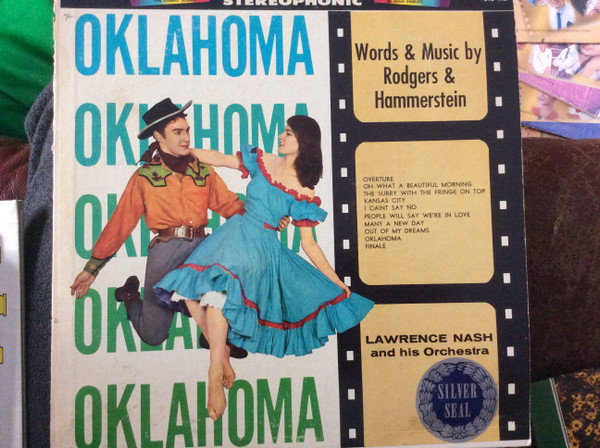 STEREOPHONIC
OKLAHOMA
OKLAHOMA
OKLAHOMA
OKLAHOMA
OKLAHOMA
Words & Music by
Rodgers &
Hammerstein
OVERTURE
OH WHAT A BEAUTIFUL MORNING
THE SURRY WITH THE FRINGE ON TOP
KANSAS CITY
I CAINT SAY NO
PEOPLE WILL SAY WE'RE IN LOVE
MANY A NEW DAY
OUT OF MY DREAMS
OKLAHOMA
FINALE
LAWRENCE NASH
and his Orchestra
SILVER
SEAL